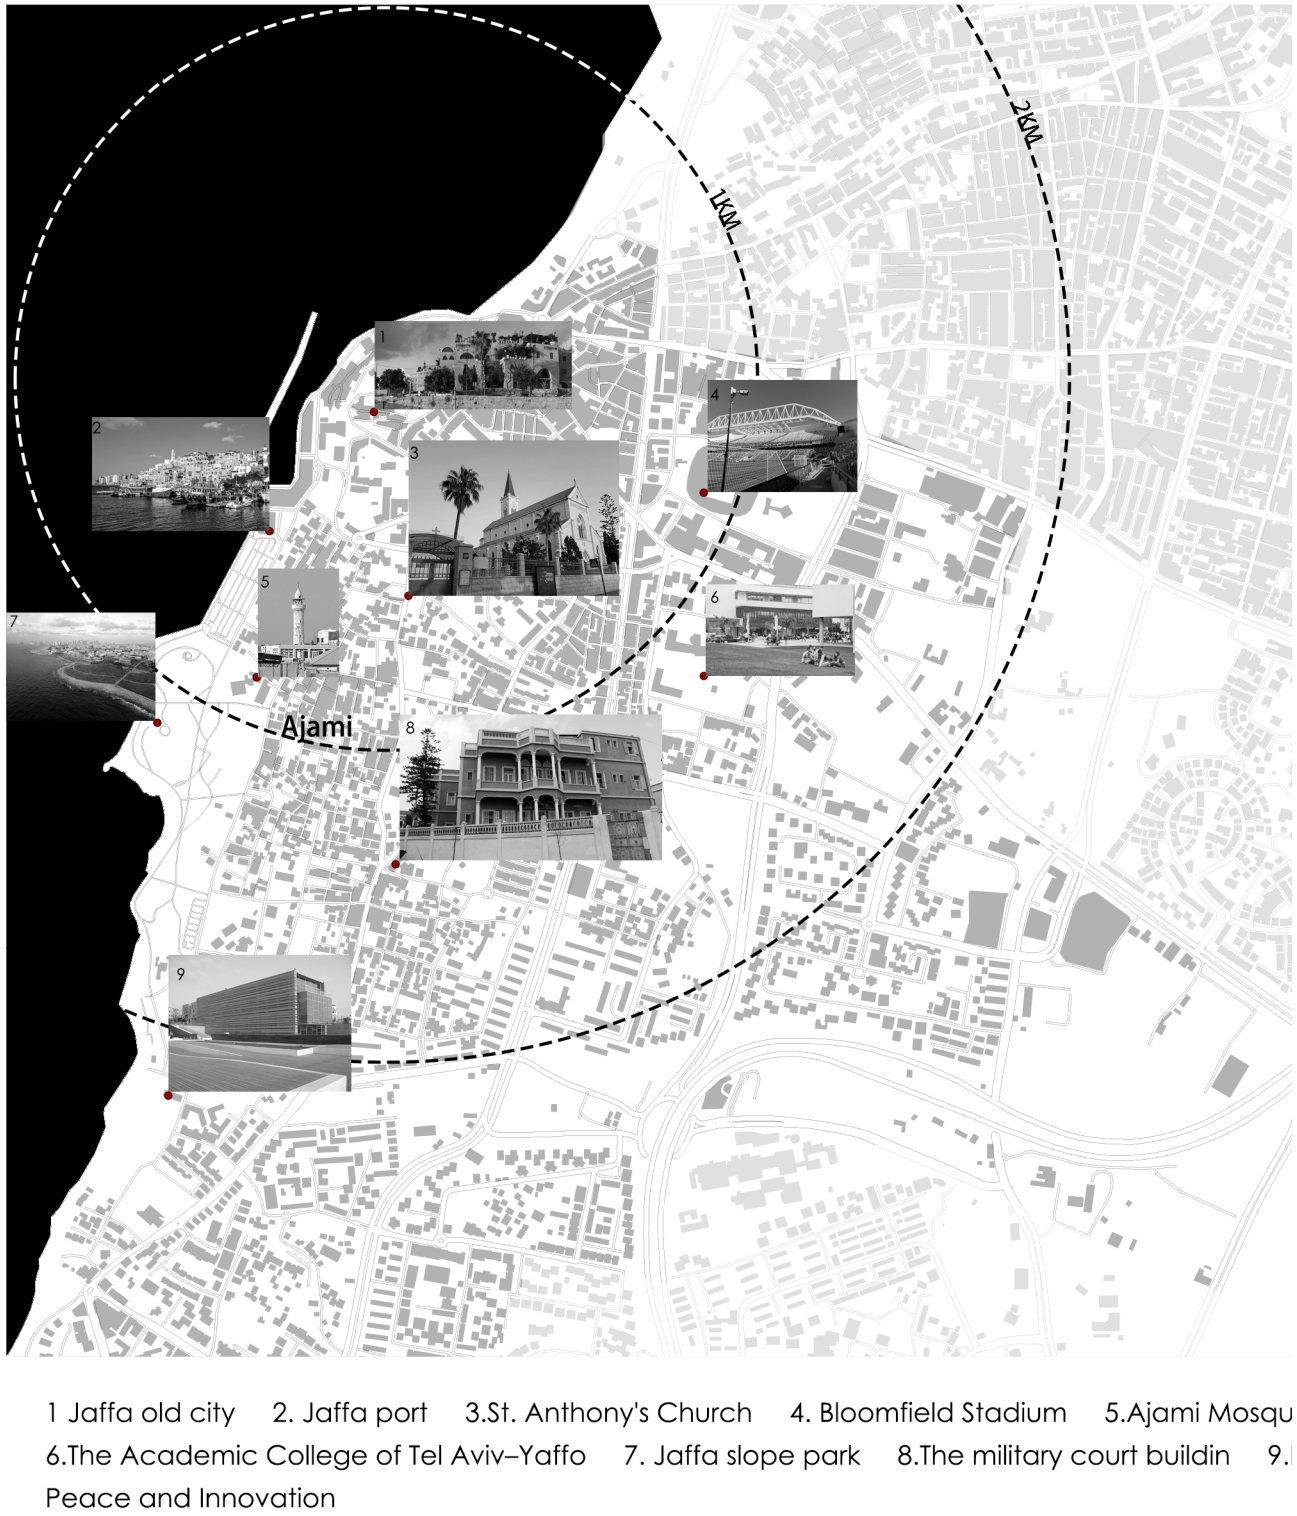 2KM
1KM
1
4
2
3
5
6
7
Ajami
8
9
1 Jaffa old city 2. Jaffa port 3.St. Anthony's Church 4. Bloomfield Stadium 5.Ajami Mosqu
6.The Academic College of Tel Aviv–Yaffo 7. Jaffa slope park 8.The military court buildin 9.
Peace and Innovation